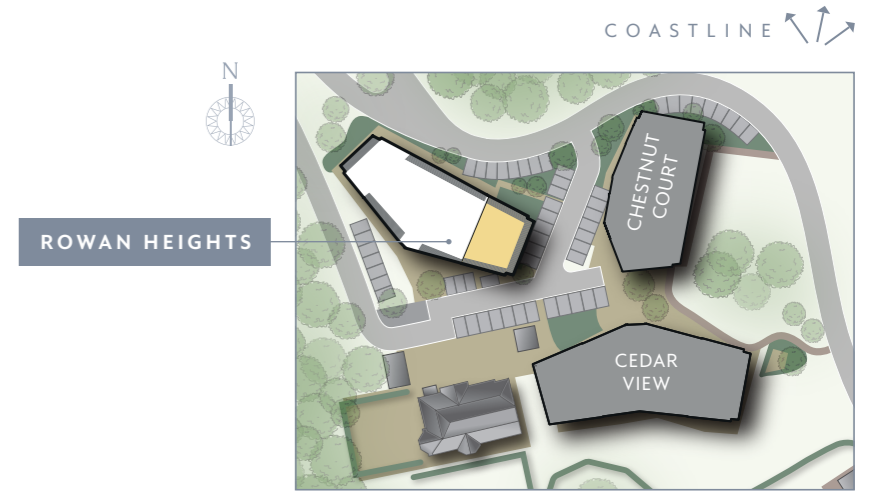 COASTLINE
N
CHESTNUT
COURT
ROWAN HEIGHTS
CEDAR
VIEW